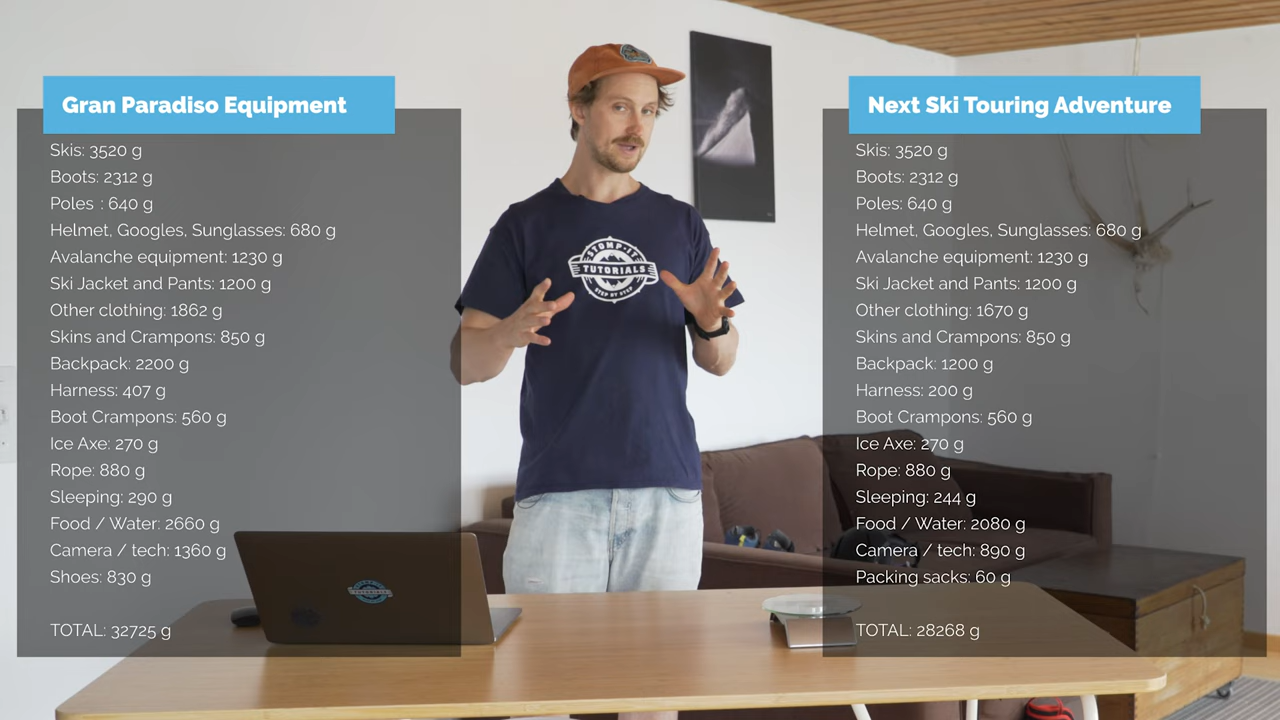 Gran Paradiso Equipment
Skis: 3520 g
Boots: 2312 g
Poles : 640 g
Helmet, Googles, Sunglasses: 680 g
Avalanche equipment: 1230 g
Ski Jacket and Pants: 1200 g
Other clothing: 1862 g
Skins and Crampons: 850 g
Backpack: 2200 g
Harness: 407 g
Boot Crampons: 560 g
Ice Axe: 270 g
Rope: 880 g
Sleeping: 290 g
Food / Water: 2660 g
Camera / tech: 1360 g
Shoes: 830 g
TOTAL: 32725 g
STOMP-IT
TUTORIALS
STEP BY STEP
TUTORIALS
Next Ski Touring Adventure
Skis: 3520 g
Boots: 2312 g
Poles: 640 g
Helmet, Googles, Sunglasses: 680 g
Avalanche equipment: 1230 g
Ski Jacket and Pants: 1200 g
Other clothing: 1670 g
Skins and Crampons: 850 g
Backpack: 1200 g
Harness: 200 g
Boot Crampons: 560 g
Ice Axe: 270 g
Rope: 880 g
Sleeping: 244 g
Food / Water: 2080 g
Camera / tech: 890 g
Packing sacks: 60 g
TOTAL: 28268 g